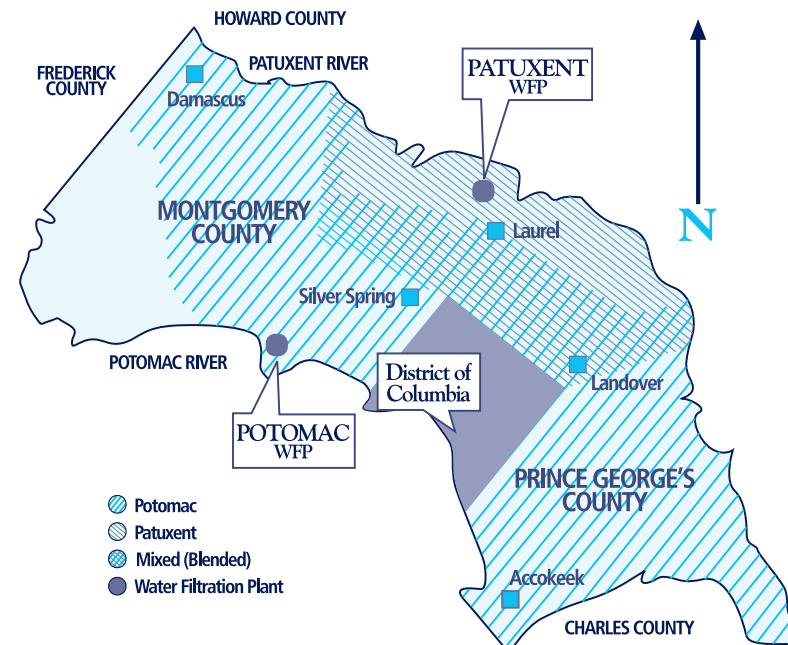 HOWARD COUNTY
FREDERICK
COUNTY
PATUXENT RIVER
PATUXENT
WFP
Damascus
MONTGOMERY
COUNTY
N
Laurel
Silver Spring
POTOMAC RIVER
District of
Columbia
Landover
POTOMAC
WFP
PRINCE GEORGE'S
COUNTY
Potomac
Patuxent
Mixed (Blended)
Water Filtration Plant
Accokeek
CHARLES COUNTY